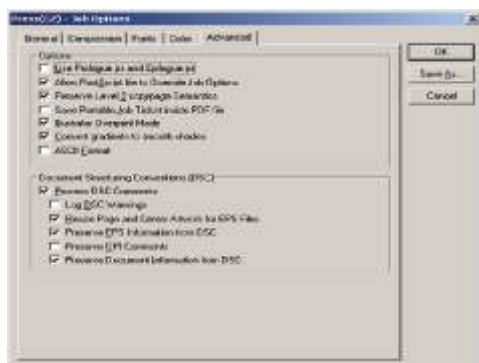 Press(…) - Job Options
General Compression Fonts Color Advanced
Options
Use Prologue.ps and Epilogue.ps
Allow PostScript file to Override Job Options
Preserve Level 2 copypage Semantics
Save Portable Job Ticket inside PDF file
Illustrator Overprint Mode
Convert gradients to smooth shades
ASCII Format
Document Structuring Conventions (DSC)
Process DSC Comments
Log DSC Warnings
Resize Page and Center Artwork for EPS Files
Preserve EPS Information from DSC
Preserve OPI Comments
Preserve Document Information from DSC
OK
Save As...
Cancel